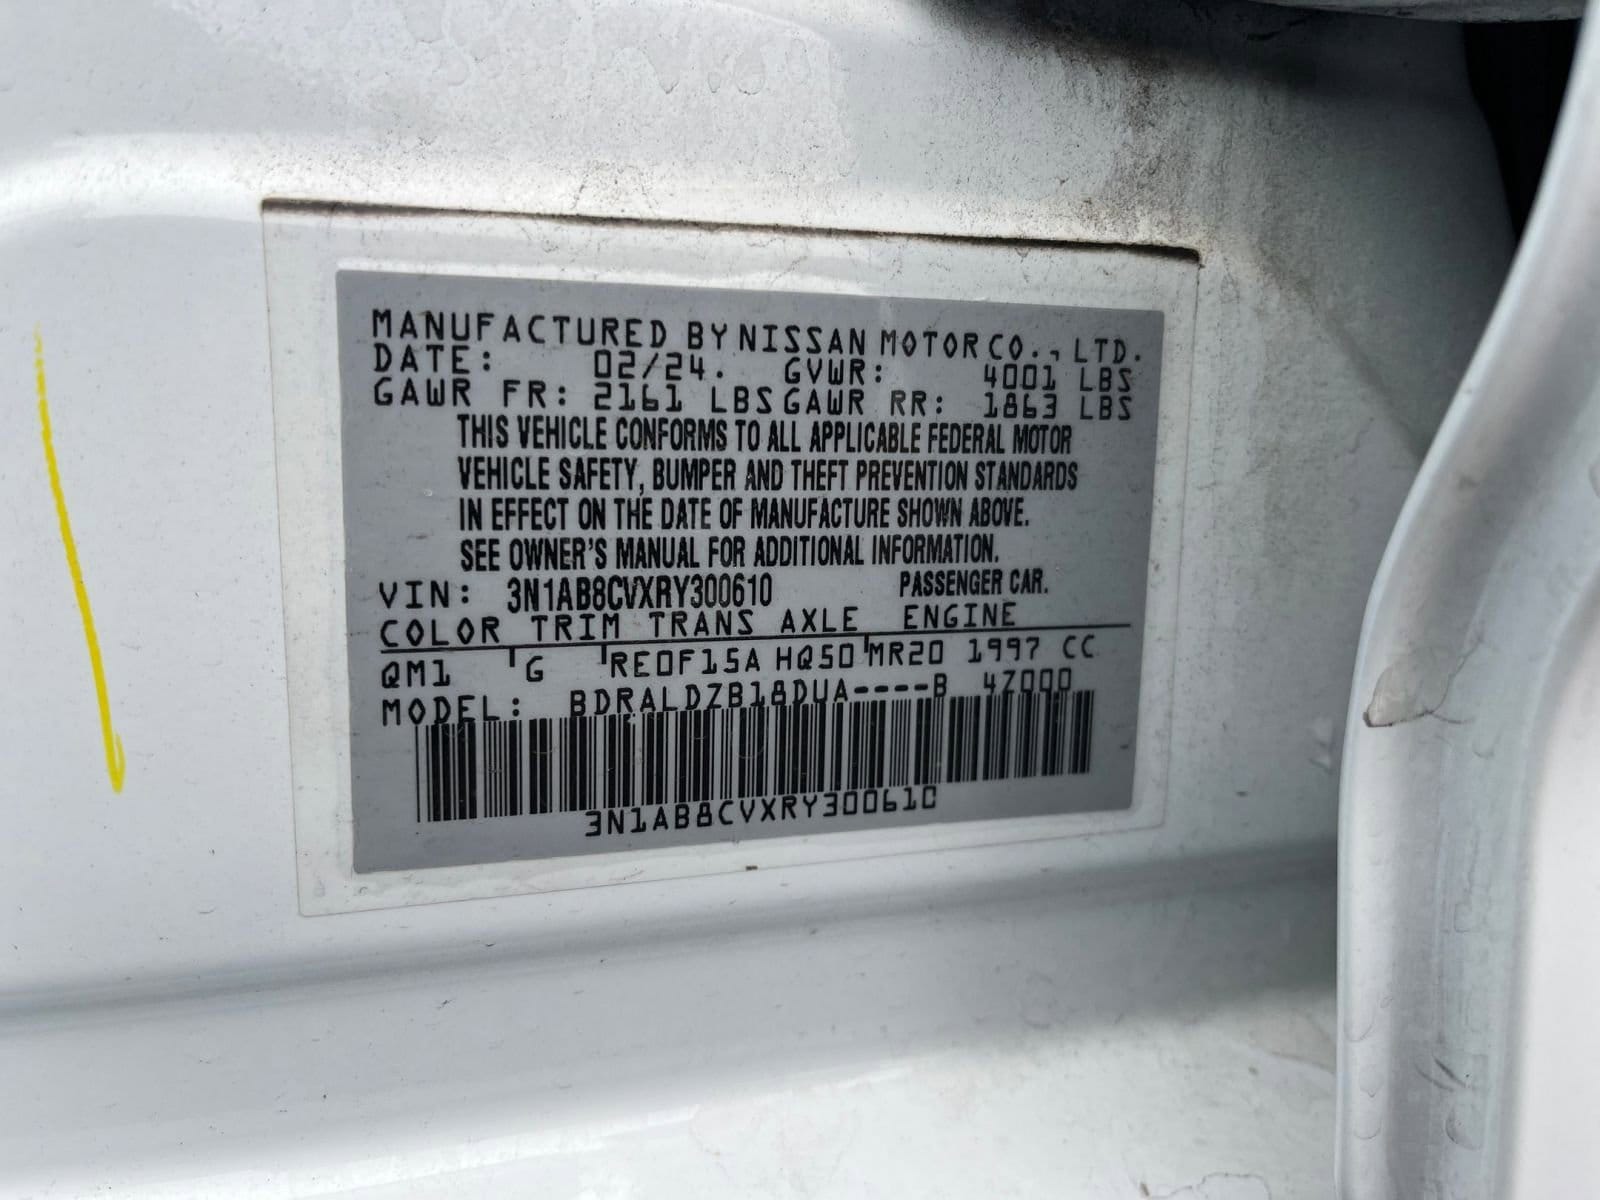 MANUFACTURED BY NISSAN MOTOR CO., LTD.
DATE: 02/24. GVWR: 4001 LBS
GAWR FR: 2161 LBS GAWR RR: 1863 LBS
THIS VEHICLE CONFORMS TO ALL APPLICABLE FEDERAL MOTOR
VEHICLE SAFETY, BUMPER AND THEFT PREVENTION STANDARDS
IN EFFECT ON THE DATE OF MANUFACTURE SHOWN ABOVE.
SEE OWNER'S MANUAL FOR ADDITIONAL INFORMATION.
VIN: 3N1AB8CVXRY300610 PASSENGER CAR.
COLOR TRIM TRANS AXLE ENGINE
QM1 G RE0F15A HQ50 MR20 1997 CC
MODEL: BDRALDZB18DUA----B 4Z000
3N1AB8CVXRY300610